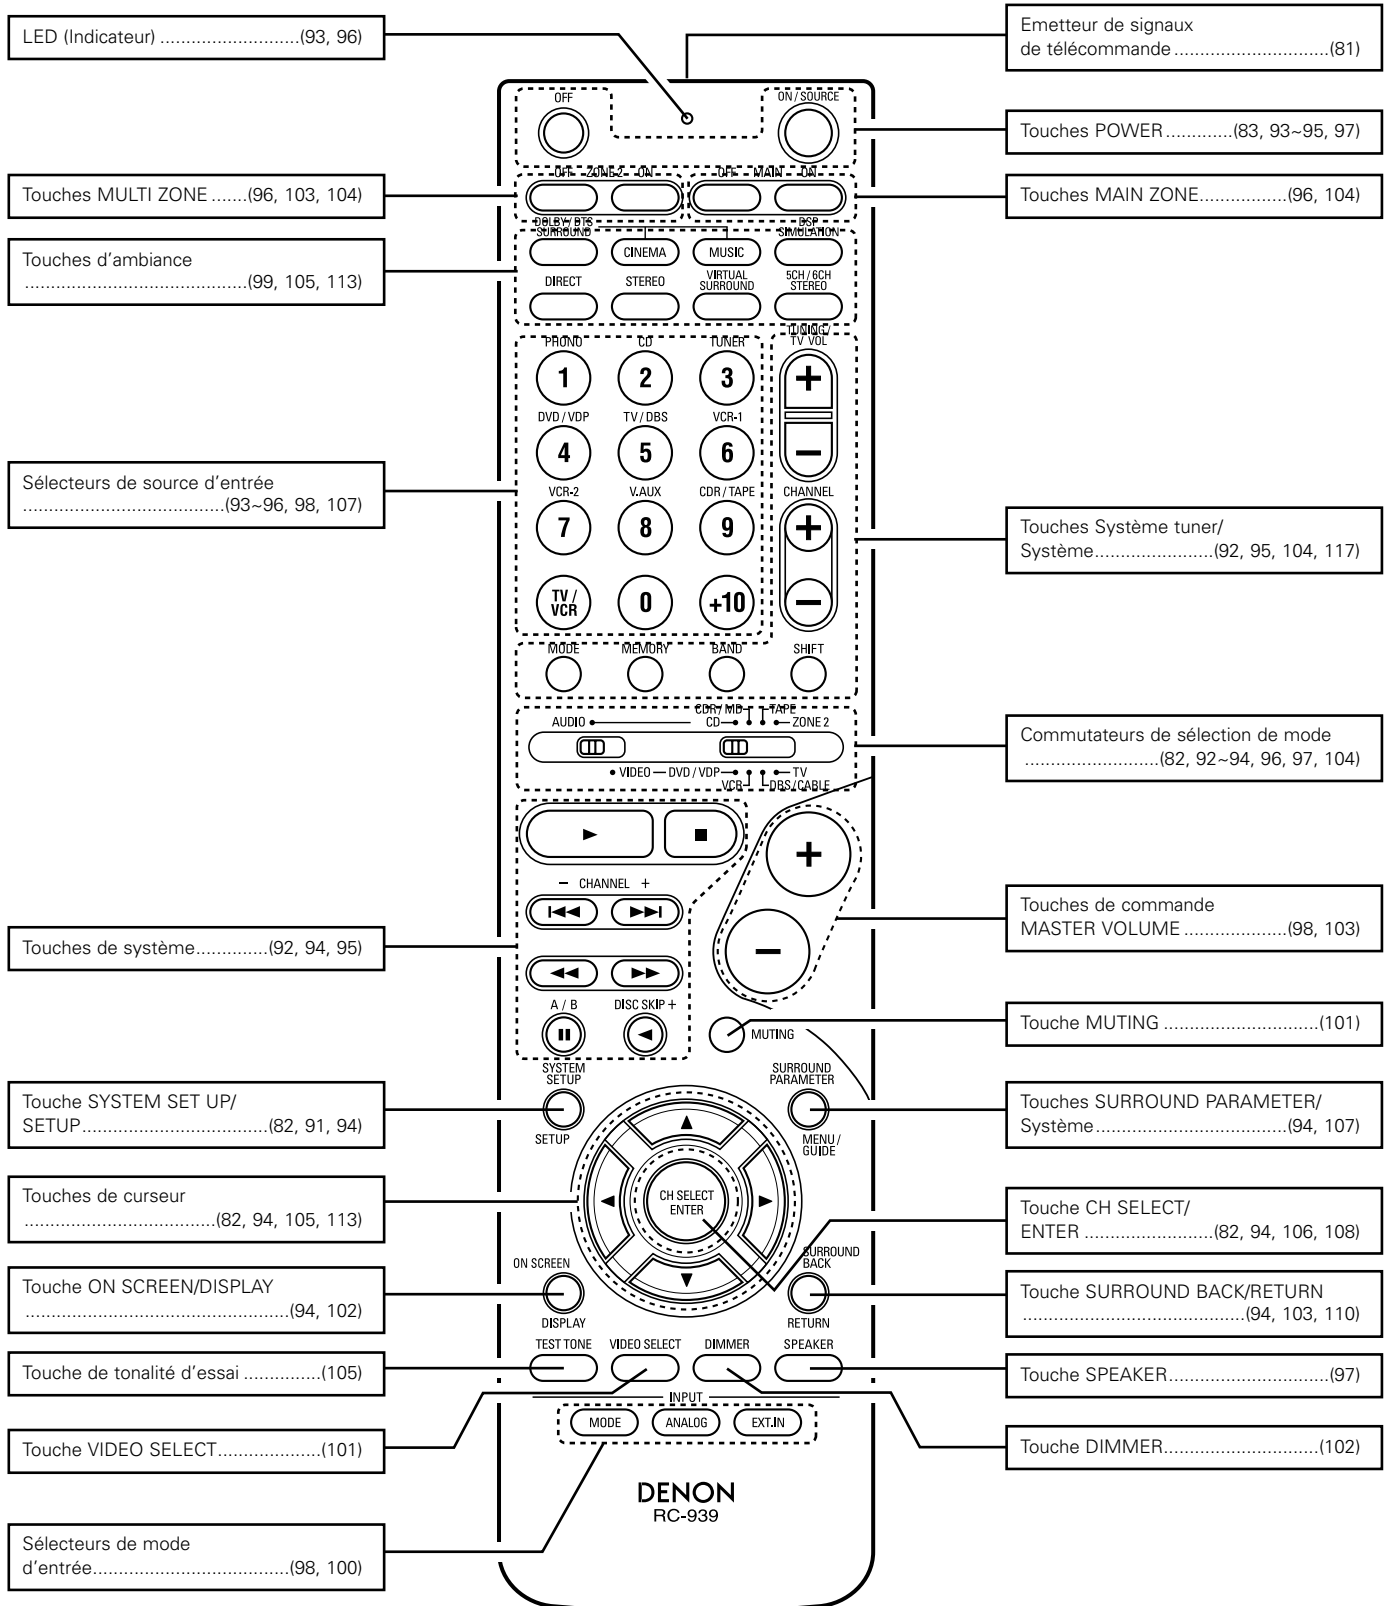 LED (Indicateur) ...........................(93, 96)
Emetteur de signaux
de télécommande ..............................(81)
OFF
ON / SOURCE
Touches POWER .............(83, 93~95, 97)
Touches MULTI ZONE .......(96, 103, 104)
OFF ZONE 2 ON
OFF MAIN ON
Touches MAIN ZONE.................(96, 104)
Touches d'ambiance
...........................................(99, 105, 113)
DOLBY / DTS
SURROUND
CINEMA
MUSIC
DSP
SIMULATION
DIRECT
STEREO
VIRTUAL
SURROUND
5CH / 6CH
STEREO
PHONO
CD
TUNER
TUNING /
TV VOL
1
2
3
+
DVD / VDP
TV / DBS
VCR-1
4
5
6
−
Sélecteurs de source d'entrée
.......................................(93~96, 98, 107)
VCR-2
V.AUX
CDR / TAPE
CHANNEL
7
8
9
+
Touches Système tuner/
Système.......................(92, 95, 104, 117)
TV /
VCR
0
+10
−
MODE
MEMORY
BAND
SHIFT
CDR / MD
TAPE
AUDIO
CD
ZONE 2
Commutateurs de sélection de mode
..........................(82, 92~94, 96, 97, 104)
VIDEO
DVD / VDP
TV
VCR
DBS / CABLE
+
− CHANNEL +
Touches de commande
MASTER VOLUME ....................(98, 103)
Touches de système..............(92, 94, 95)
−
A / B
DISC SKIP +
MUTING
Touche MUTING ..............................(101)
SYSTEM
SETUP
SURROUND
PARAMETER
Touche SYSTEM SET UP/
SETUP....................................(82, 91, 94)
Touches SURROUND PARAMETER/
Système.....................................(94, 107)
SETUP
MENU /
GUIDE
Touches de curseur
.....................................(82, 94, 105, 113)
CH SELECT
ENTER
Touche CH SELECT/
ENTER .........................(82, 94, 106, 108)
ON SCREEN
SURROUND
BACK
Touche ON SCREEN/DISPLAY
...................................................(94, 102)
Touche SURROUND BACK/RETURN
...........................................(94, 103, 110)
DISPLAY
RETURN
TEST TONE
VIDEO SELECT
DIMMER
SPEAKER
Touche de tonalité d'essai ...............(105)
Touche SPEAKER...............................(97)
INPUT
MODE
ANALOG
EXT.IN
Touche VIDEO SELECT....................(101)
Touche DIMMER..............................(102)
DENON
RC-939
Sélecteurs de mode
d'entrée......................................(98, 100)